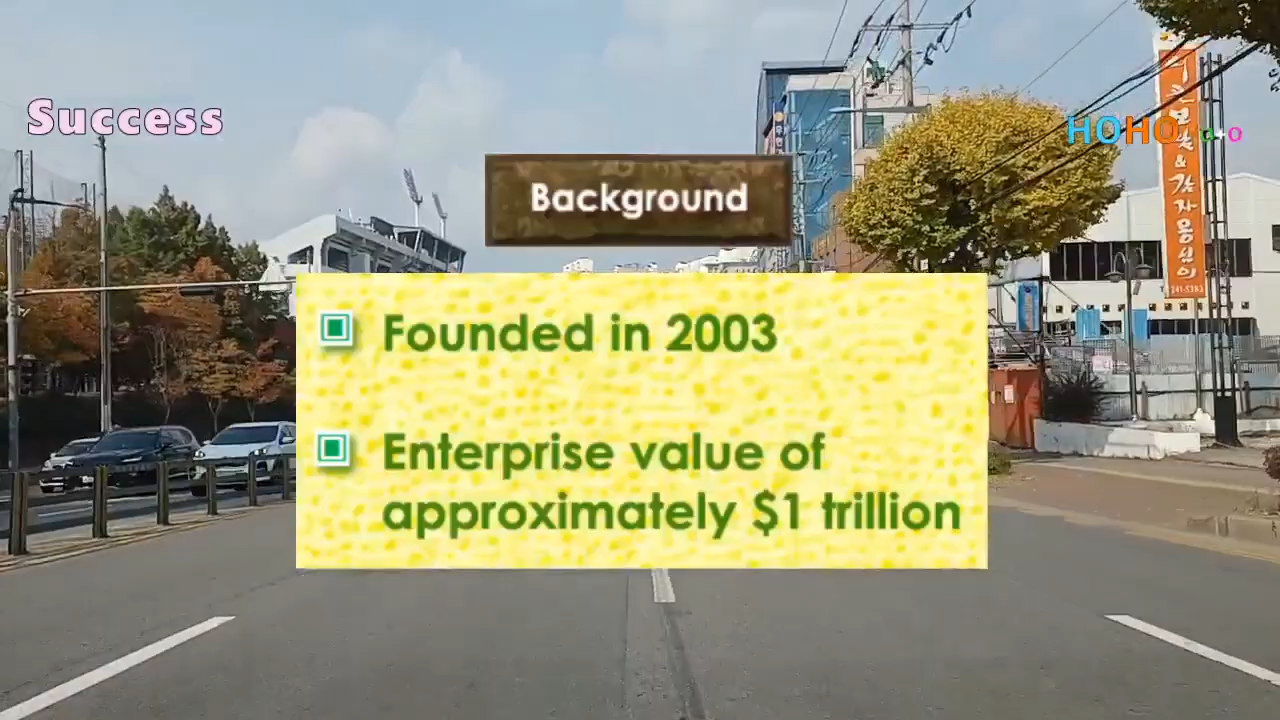 Success
HOHO
Background
Founded in 2003
Enterprise value of
approximately $1 trillion